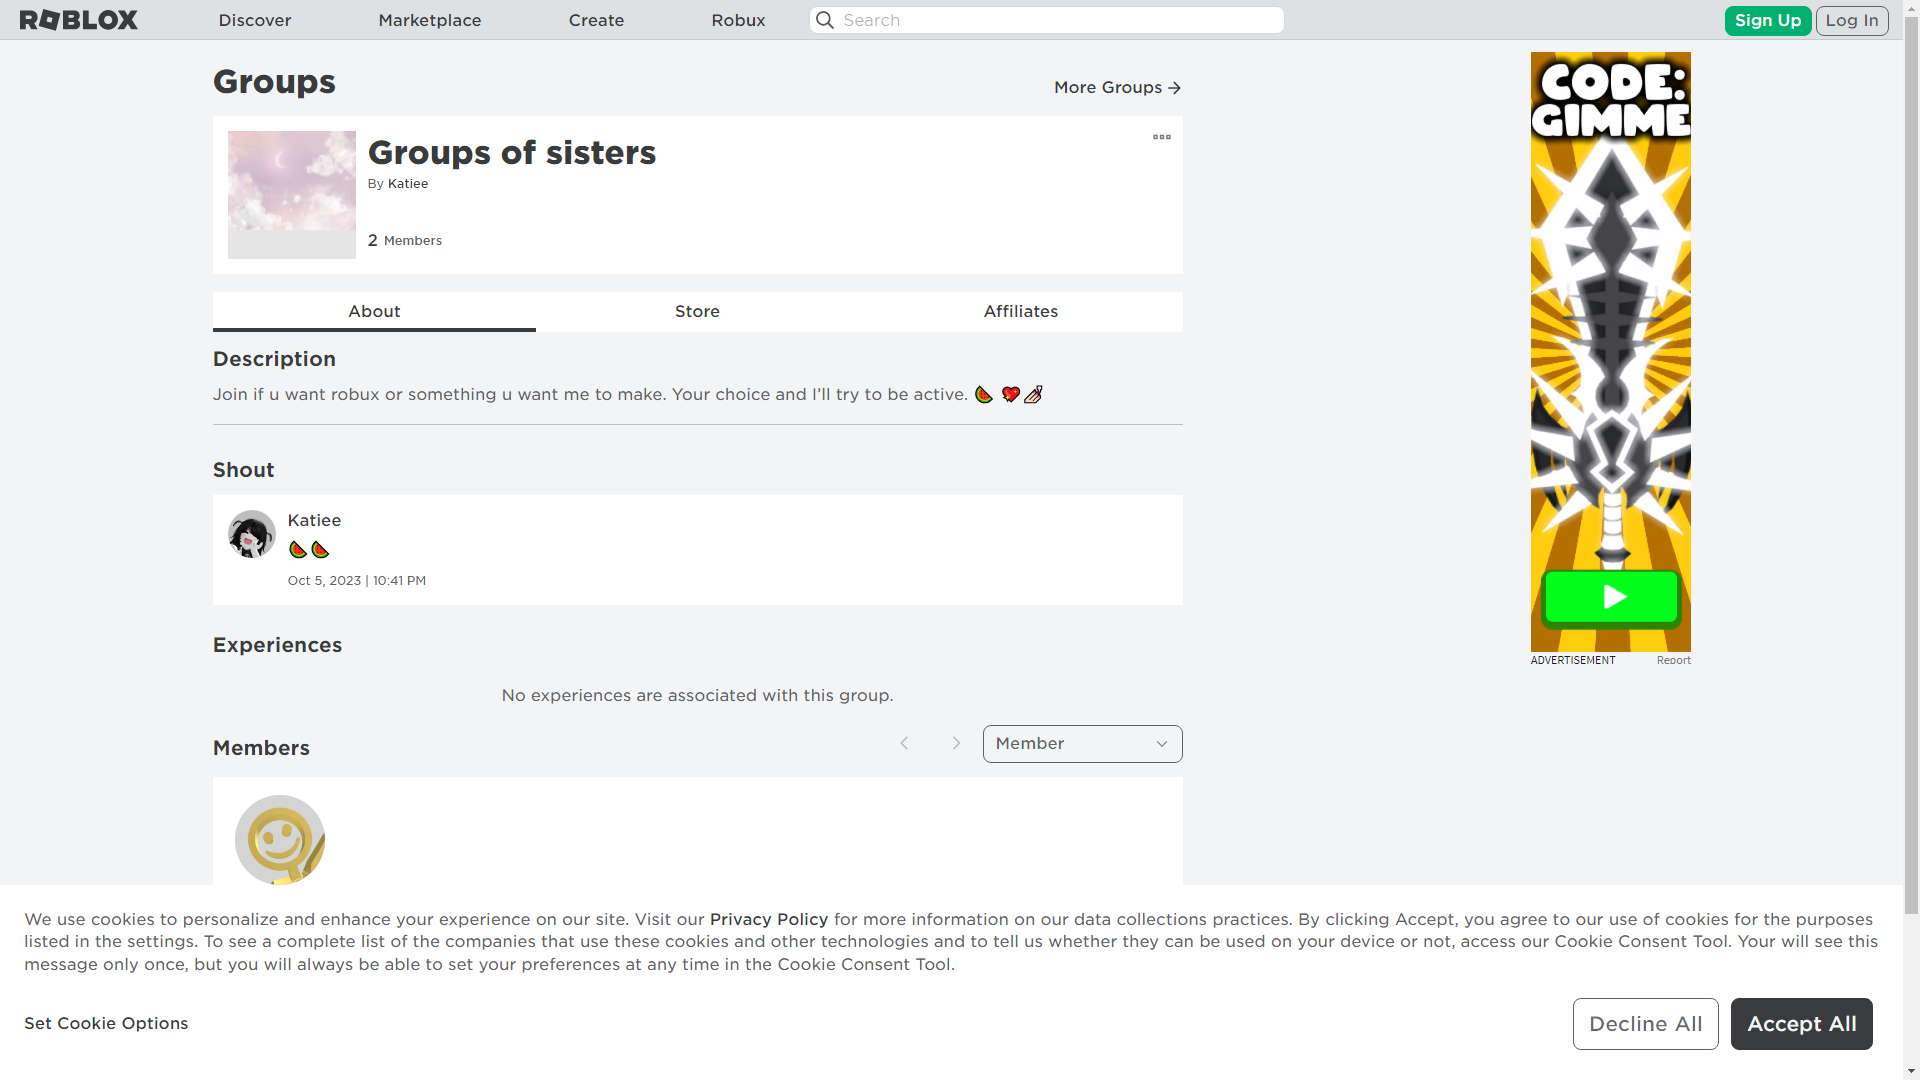 ROBLOX
Discover
Marketplace
Create
Robux
Search
Sign Up
Log In
Groups
More Groups
Groups of sisters
By Katiee
2 Members
About
Store
Affiliates
Description
Join if u want robux or something u want me to make. Your choice and I’ll try to be active. 🍉 💘💅🏻
Shout
Katiee
🍉🍉
Oct 5, 2023 | 10:41 PM
Experiences
No experiences are associated with this group.
Members
Member
CODE:
GIMME
ADVERTISEMENT
Report
We use cookies to personalize and enhance your experience on our site. Visit our Privacy Policy for more information on our data collections practices. By clicking Accept, you agree to our use of cookies for the purposes
listed in the settings. To see a complete list of the companies that use these cookies and other technologies and to tell us whether they can be used on your device or not, access our Cookie Consent Tool. Your will see this
message only once, but you will always be able to set your preferences at any time in the Cookie Consent Tool.
Set Cookie Options
Decline All
Accept All